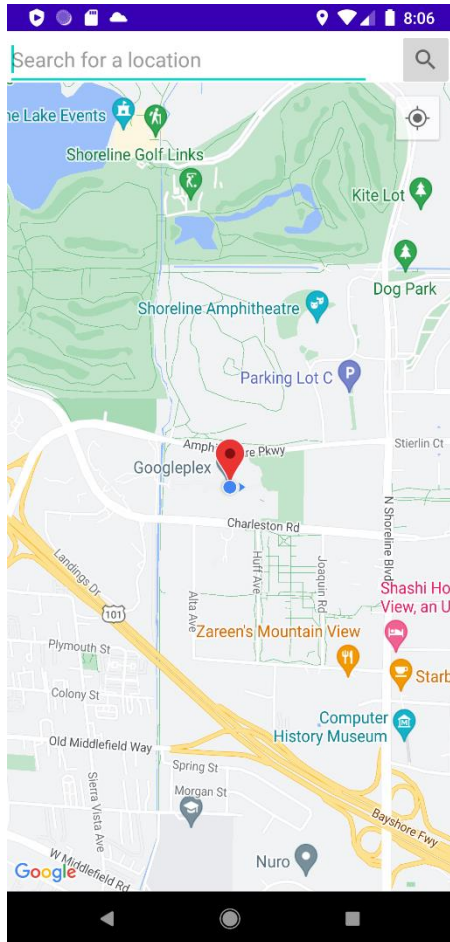 8:06
Search for a location
ne Lake Events
Shoreline Golf Links
Kite Lot
Dog Park
Shoreline Amphitheatre
Parking Lot C
P
Stierlin Ct
Googleplex
Charleston Rd
N Shoreline Blvd
Huff Ave
Joaquin Rd
Alta Ave
Landings Dr
101
Shashi Ho
View, an U
Zareen's Mountain View
Plymouth St
Starb
Colony St
Computer
History Museum
Old Middlefield Way
Spring St
Sierra Vista Ave
Morgan St
Bayshore Fwy
W Middlefield Rd
Nuro
Google